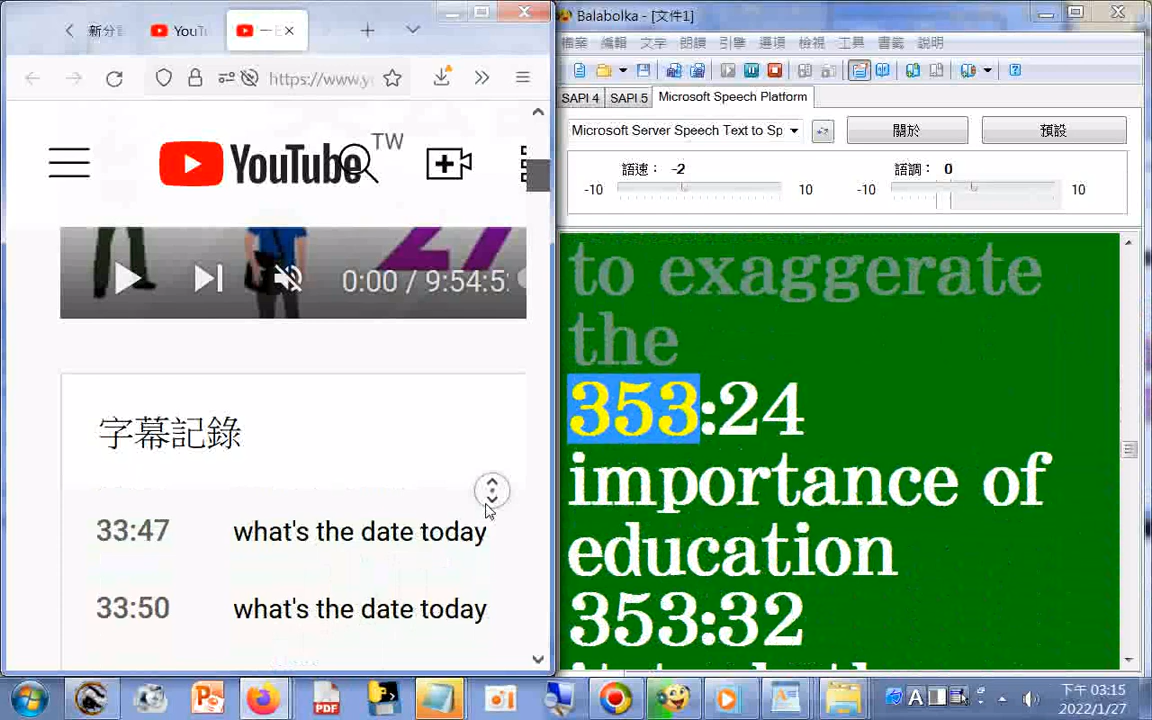 新分
YouT
一 E
https://www.y
YouTube TW
27
0:00 / 9:54:5
字幕記錄
33:47 what's the date today
33:50 what's the date today
Balabolka - [文件1]
檔案 編輯 文字 朗讀 引擎 選項 檢視 工具 書籤 說明
SAPI 4 SAPI 5 Microsoft Speech Platform
Microsoft Server Speech Text to Sp
關於 預設
語速： -2 語調： 0
-10 10 -10 10
to exaggerate
the
353:24
importance of
education
353:32
PDF
A
下午 03:15
2022/1/27